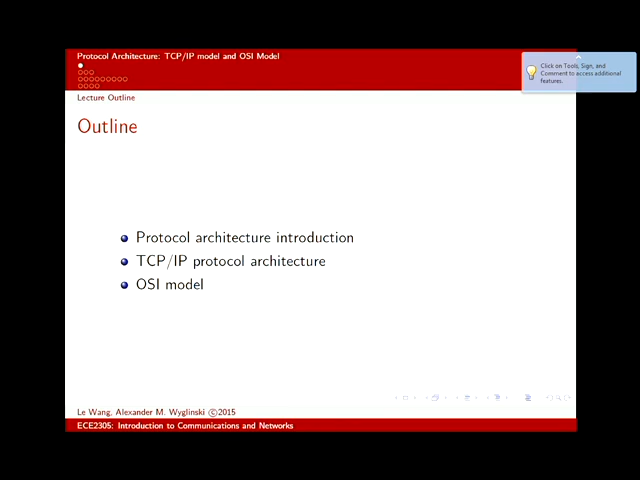 Protocol Architecture: TCP/IP model and OSI Model
Click on Tools, Sign, and
Comment to access additional
features.
Lecture Outline
Outline
Protocol architecture introduction
TCP/IP protocol architecture
OSI model
Le Wang, Alexander M. Wyglinski ©2015
ECE2305: Introduction to Communications and Networks